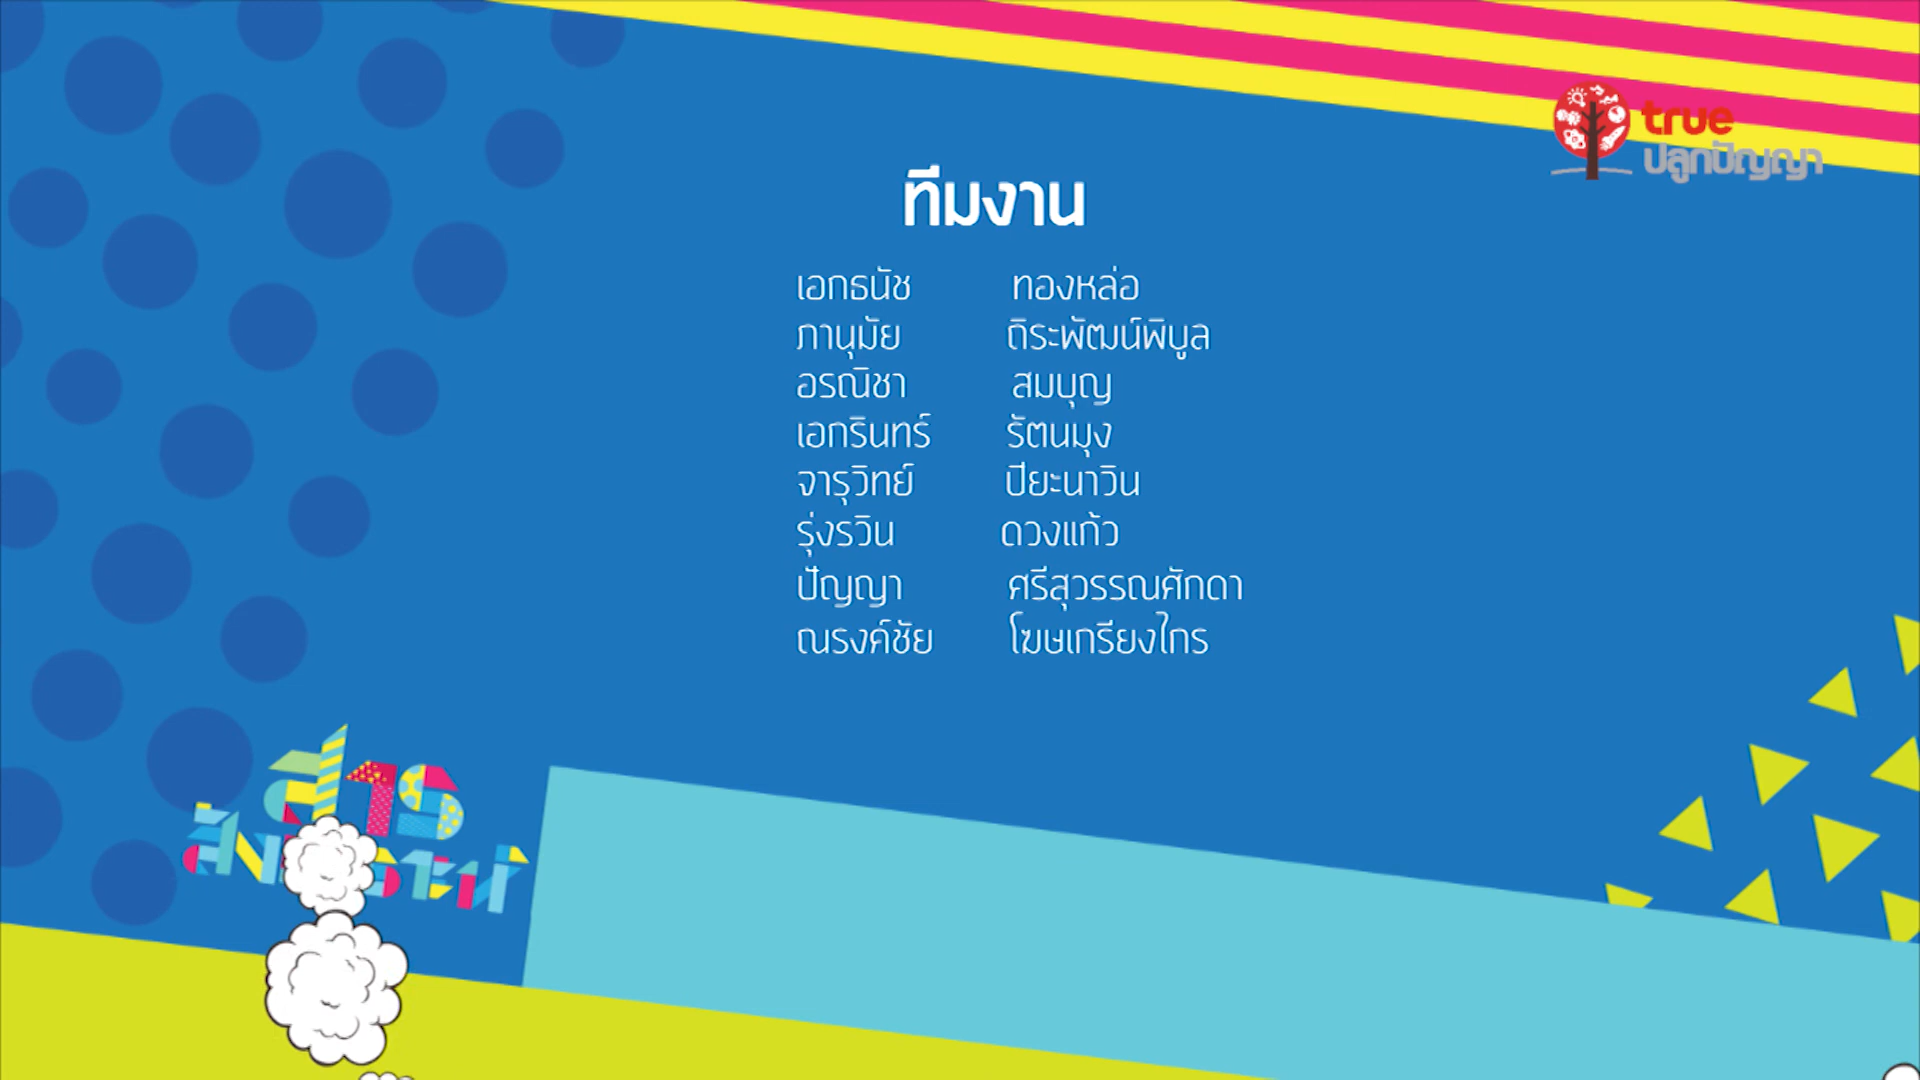 true
ปลูกปัญญา
ทีมงาน
เอกธนัช ทองหล่อ
ภานุมัย ถิระพัฒน์พิบูล
อรณิชา สมบุญ
เอกรินทร์ รัตนมุง
จารุวิทย์ ปิยะนาวิน
รุ่งรวิน ดวงแก้ว
ปัญญา ศรีสุวรรณศักดา
ณรงค์ชัย โฆษเกรียงไกร
สาร